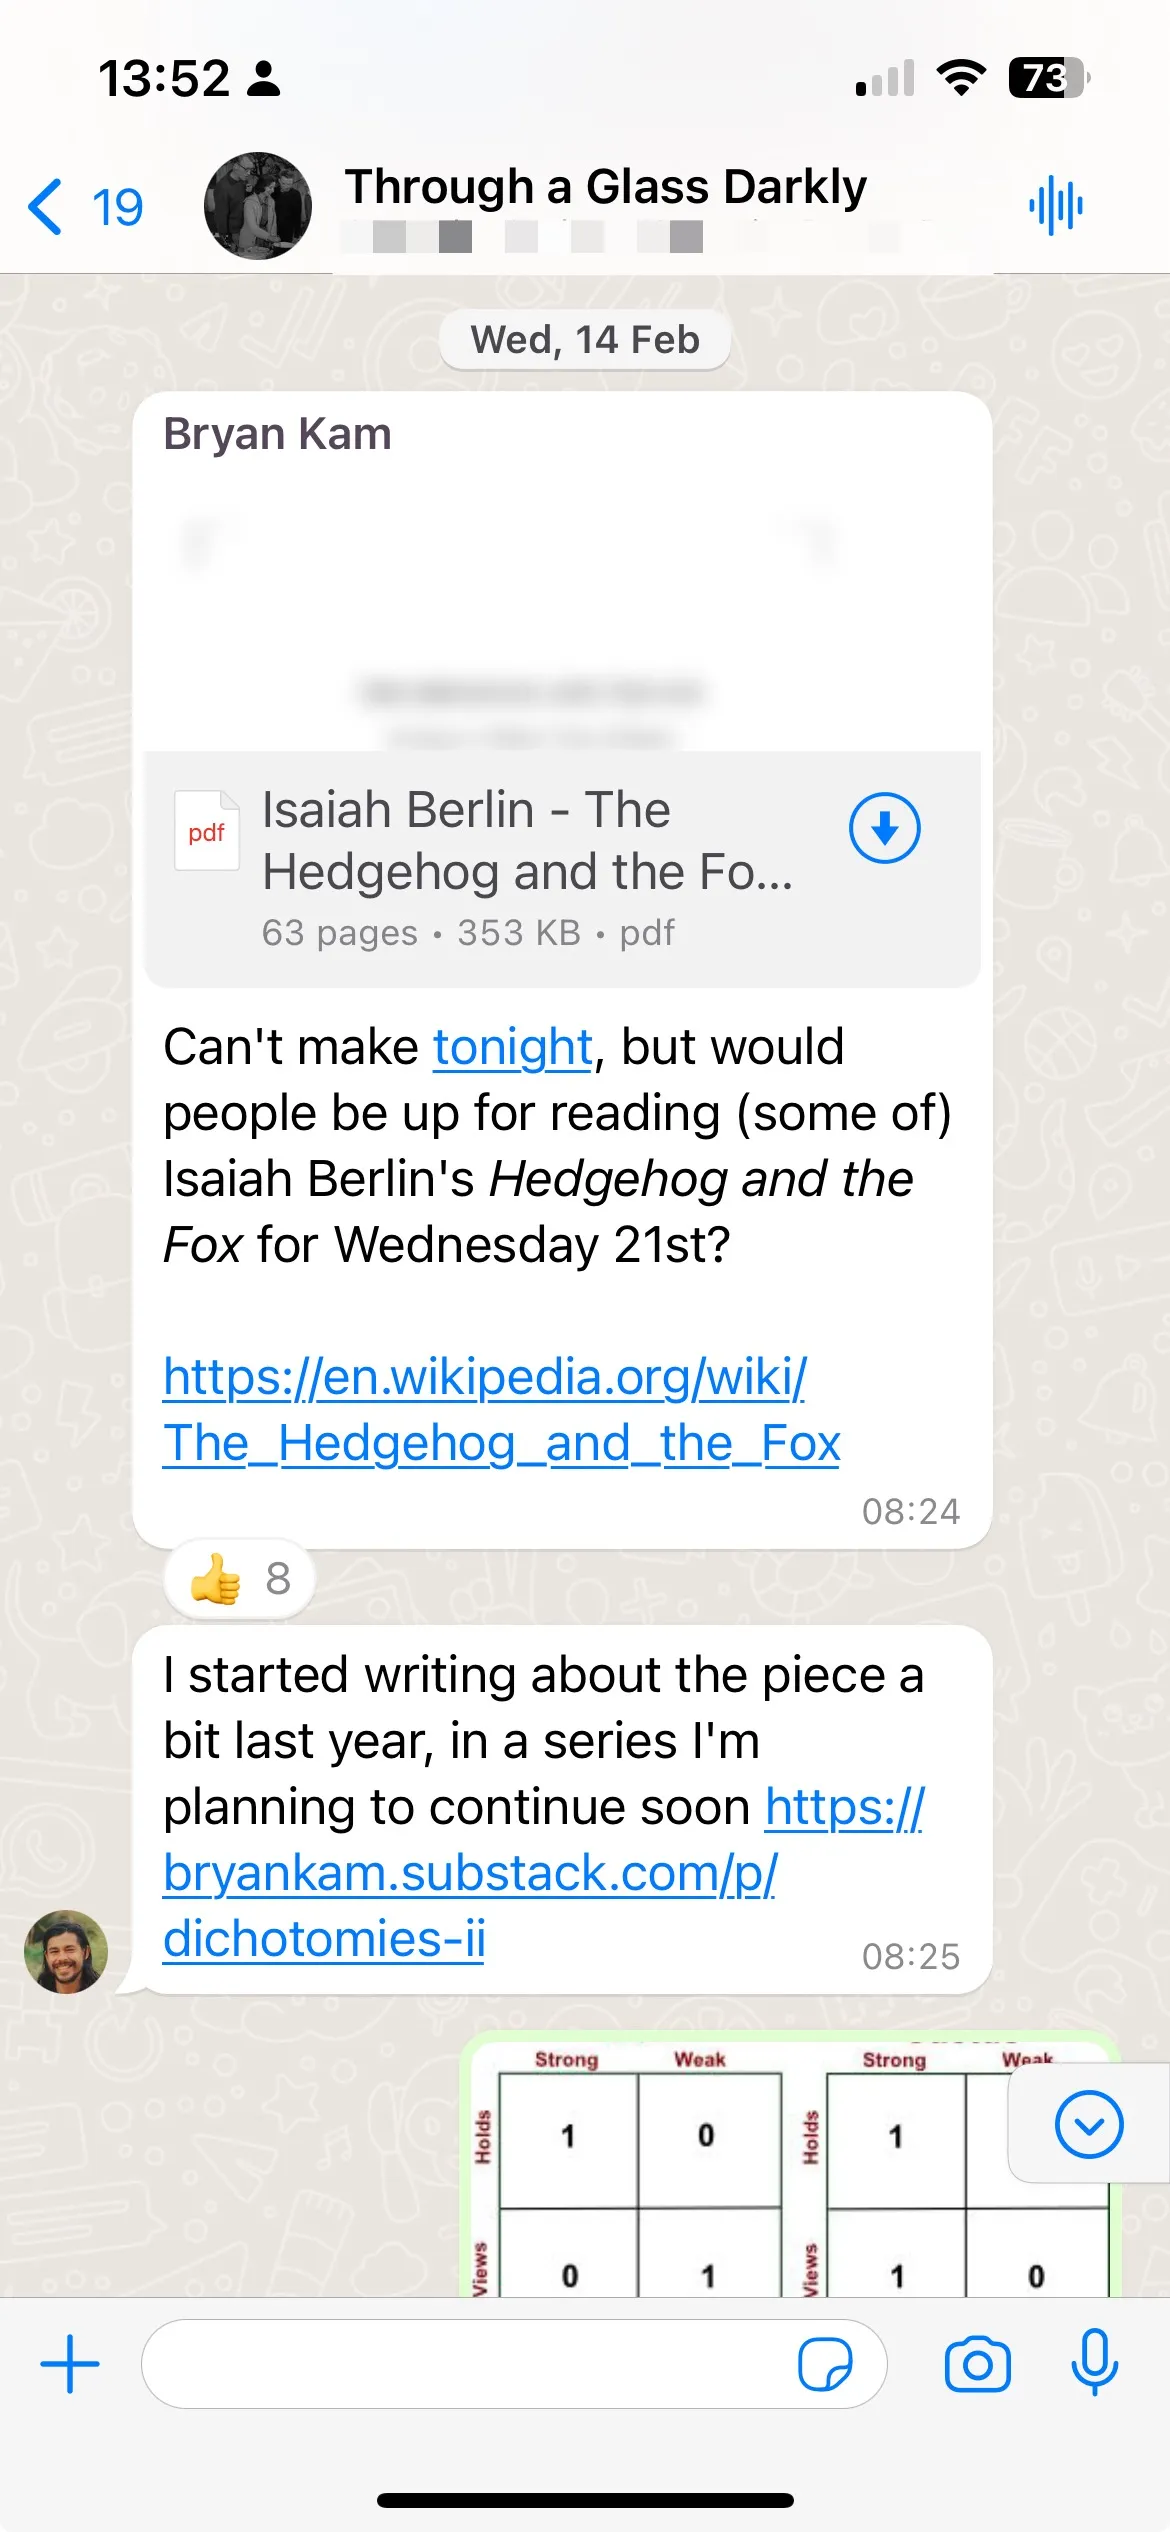 13:52
73
19
Through a Glass Darkly
Wed, 14 Feb
Bryan Kam
pdf
Isaiah Berlin - The
Hedgehog and the Fo...
63 pages • 353 KB • pdf
Can't make tonight, but would
people be up for reading (some of)
Isaiah Berlin's Hedgehog and the
Fox for Wednesday 21st?
https://en.wikipedia.org/wiki/
The_Hedgehog_and_the_Fox
08:24
👍 8
I started writing about the piece a
bit last year, in a series I'm
planning to continue soon https://
bryankam.substack.com/p/
dichotomies-ii
08:25
Strong Weak Strong Weak
Holds 1 0 Holds 1
Views 0 1 Views 1 0